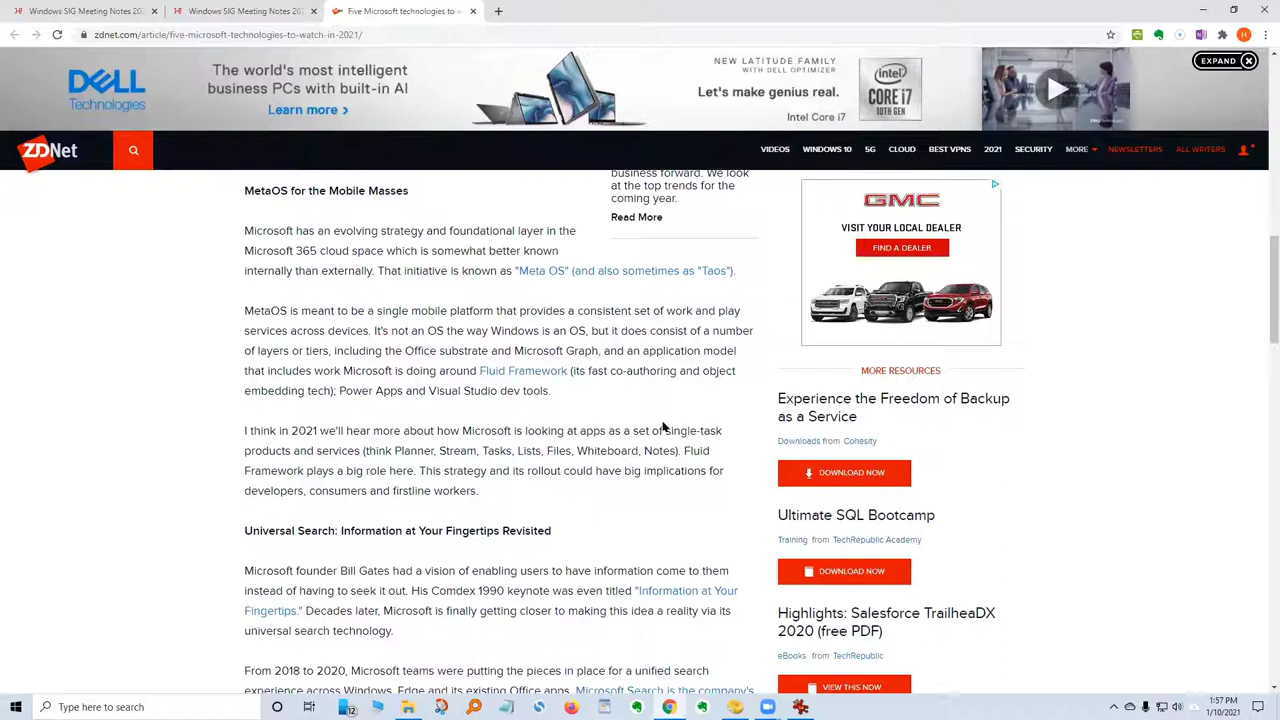 Windows SIG Meeting Notes 202
Windows SIG Meeting Notes 202
Five Microsoft technologies to w
zdnet.com/article/five-microsoft-technologies-to-watch-in-2021/
DELL
Technologies
The world's most intelligent
business PCs with built-in AI
Learn more >
NEW LATITUDE FAMILY
WITH DELL OPTIMIZER
Let's make genius real.
Intel Core i7
intel
CORE i7
10TH GEN
EXPAND
ZDNet
VIDEOS WINDOWS 10 5G CLOUD BEST VPNS 2021 SECURITY MORE NEWSLETTERS ALL WRITERS
business forward. We look
at the top trends for the
coming year.
Read More
MetaOS for the Mobile Masses
Microsoft has an evolving strategy and foundational layer in the
Microsoft 365 cloud space which is somewhat better known
internally than externally. That initiative is known as "Meta OS" (and also sometimes as "Taos").
MetaOS is meant to be a single mobile platform that provides a consistent set of work and play
services across devices. It's not an OS the way Windows is an OS, but it does consist of a number
of layers or tiers, including the Office substrate and Microsoft Graph, and an application model
that includes work Microsoft is doing around Fluid Framework (its fast co-authoring and object
embedding tech); Power Apps and Visual Studio dev tools.
I think in 2021 we'll hear more about how Microsoft is looking at apps as a set of single-task
products and services (think Planner, Stream, Tasks, Lists, Files, Whiteboard, Notes). Fluid
Framework plays a big role here. This strategy and its rollout could have big implications for
developers, consumers and firstline workers.
Universal Search: Information at Your Fingertips Revisited
Microsoft founder Bill Gates had a vision of enabling users to have information come to them
instead of having to seek it out. His Comdex 1990 keynote was even titled "Information at Your
Fingertips." Decades later, Microsoft is finally getting closer to making this idea a reality via its
universal search technology.
From 2018 to 2020, Microsoft teams were putting the pieces in place for a unified search
experience across Windows, Edge and its existing Office apps. Microsoft Search is the company's
GMC
VISIT YOUR LOCAL DEALER
FIND A DEALER
MORE RESOURCES
Experience the Freedom of Backup
as a Service
Downloads from Cohesity
DOWNLOAD NOW
Ultimate SQL Bootcamp
Training from TechRepublic Academy
DOWNLOAD NOW
Highlights: Salesforce TrailheaDX
2020 (free PDF)
eBooks from TechRepublic
VIEW THIS NOW
Type here to search
12
1:57 PM
1/10/2021